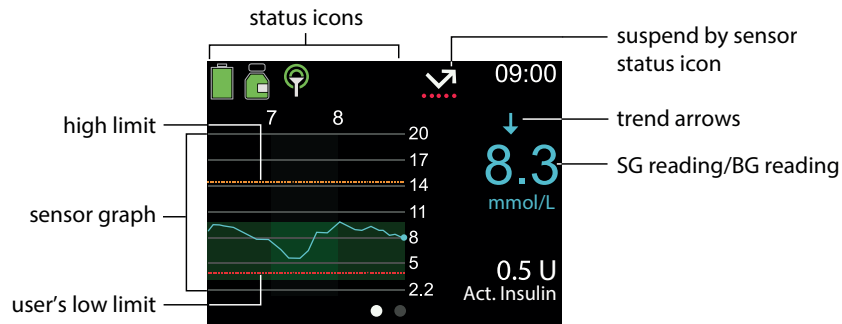 status icons
suspend by sensor
status icon
09:00
7 8
high limit
trend arrows
20
17
8.3
SG reading/BG reading
14
mmol/L
sensor graph
11
8
5
0.5 U
user's low limit
2.2
Act. Insulin